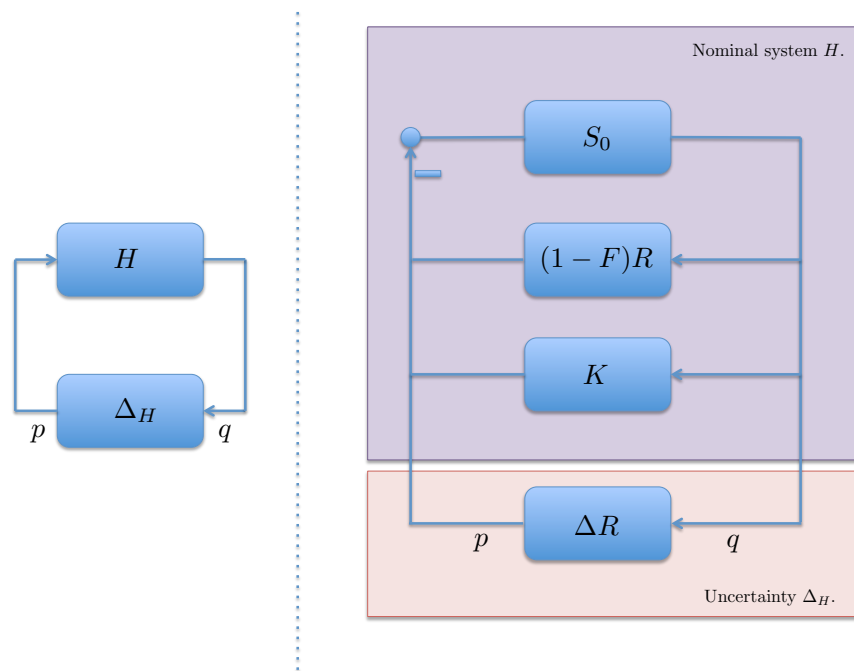 H
Δ_H
p
q
Nominal system H.
S_0
(1 − F)R
K
ΔR
p
q
Uncertainty Δ_H.